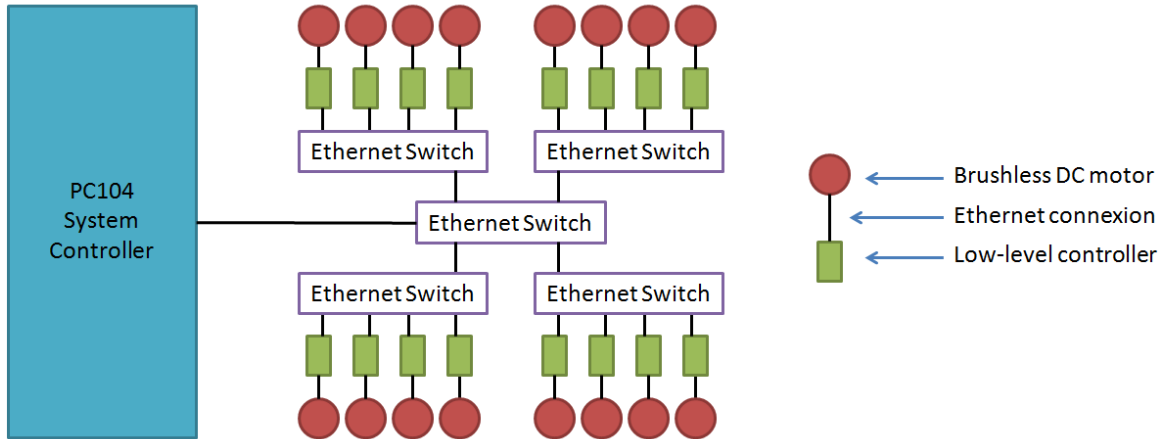 PC104
System
Controller
Ethernet Switch
Ethernet Switch
Ethernet Switch
Ethernet Switch
Ethernet Switch
Brushless DC motor
Ethernet connexion
Low-level controller